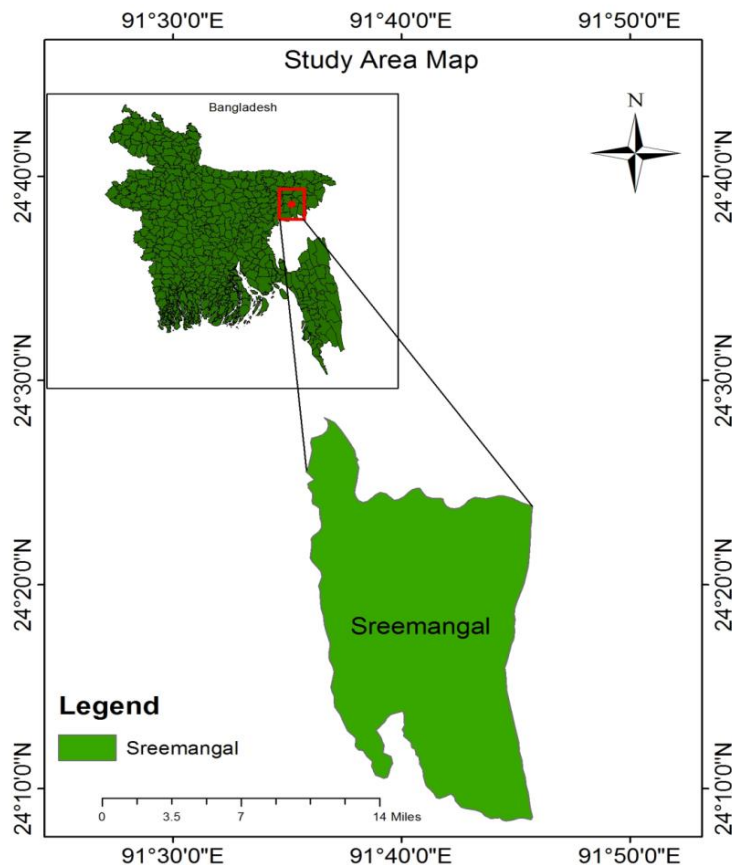 91°30'0"E 91°40'0"E 91°50'0"E
Study Area Map
Bangladesh
N
24°40'0"N 24°40'0"N
24°30'0"N 24°30'0"N
24°20'0"N 24°20'0"N
Sreemangal
Legend
Sreemangal
24°10'0"N 24°10'0"N
0 3.5 7 14 Miles
91°30'0"E 91°40'0"E 91°50'0"E